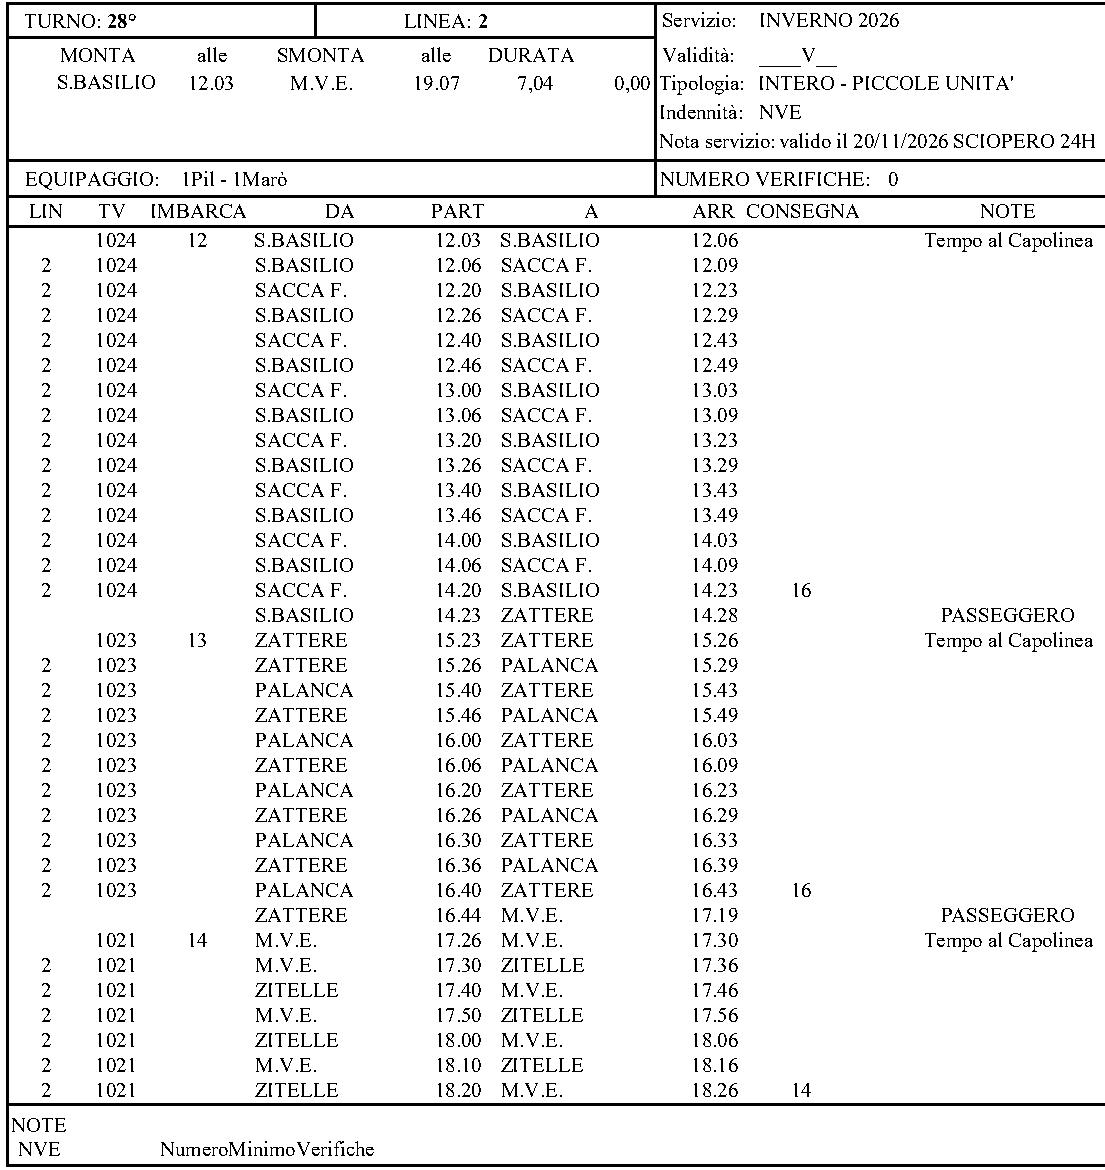 TURNO: 28° LINEA: 2 Servizio: INVERNO 2026
MONTA alle SMONTA alle DURATA Validità: ____V__
S.BASILIO 12.03 M.V.E. 19.07 7,04 0,00 Tipologia: INTERO - PICCOLE UNITA'
Indennità: NVE
Nota servizio: valido il 20/11/2026 SCIOPERO 24H
EQUIPAGGIO: 1Pil - 1Marò NUMERO VERIFICHE: 0
LIN TV IMBARCA DA PART A ARR CONSEGNA NOTE
1024 12 S.BASILIO 12.03 S.BASILIO 12.06 Tempo al Capolinea
2 1024 S.BASILIO 12.06 SACCA F. 12.09
2 1024 SACCA F. 12.20 S.BASILIO 12.23
2 1024 S.BASILIO 12.26 SACCA F. 12.29
2 1024 SACCA F. 12.40 S.BASILIO 12.43
2 1024 S.BASILIO 12.46 SACCA F. 12.49
2 1024 SACCA F. 13.00 S.BASILIO 13.03
2 1024 S.BASILIO 13.06 SACCA F. 13.09
2 1024 SACCA F. 13.20 S.BASILIO 13.23
2 1024 S.BASILIO 13.26 SACCA F. 13.29
2 1024 SACCA F. 13.40 S.BASILIO 13.43
2 1024 S.BASILIO 13.46 SACCA F. 13.49
2 1024 SACCA F. 14.00 S.BASILIO 14.03
2 1024 S.BASILIO 14.06 SACCA F. 14.09
2 1024 SACCA F. 14.20 S.BASILIO 14.23 16
S.BASILIO 14.23 ZATTERE 14.28 PASSEGGERO
1023 13 ZATTERE 15.23 ZATTERE 15.26 Tempo al Capolinea
2 1023 ZATTERE 15.26 PALANCA 15.29
2 1023 PALANCA 15.40 ZATTERE 15.43
2 1023 ZATTERE 15.46 PALANCA 15.49
2 1023 PALANCA 16.00 ZATTERE 16.03
2 1023 ZATTERE 16.06 PALANCA 16.09
2 1023 PALANCA 16.20 ZATTERE 16.23
2 1023 ZATTERE 16.26 PALANCA 16.29
2 1023 PALANCA 16.30 ZATTERE 16.33
2 1023 ZATTERE 16.36 PALANCA 16.39
2 1023 PALANCA 16.40 ZATTERE 16.43 16
ZATTERE 16.44 M.V.E. 17.19 PASSEGGERO
1021 14 M.V.E. 17.26 M.V.E. 17.30 Tempo al Capolinea
2 1021 M.V.E. 17.30 ZITELLE 17.36
2 1021 ZITELLE 17.40 M.V.E. 17.46
2 1021 M.V.E. 17.50 ZITELLE 17.56
2 1021 ZITELLE 18.00 M.V.E. 18.06
2 1021 M.V.E. 18.10 ZITELLE 18.16
2 1021 ZITELLE 18.20 M.V.E. 18.26 14
NOTE
NVE NumeroMinimoVerifiche